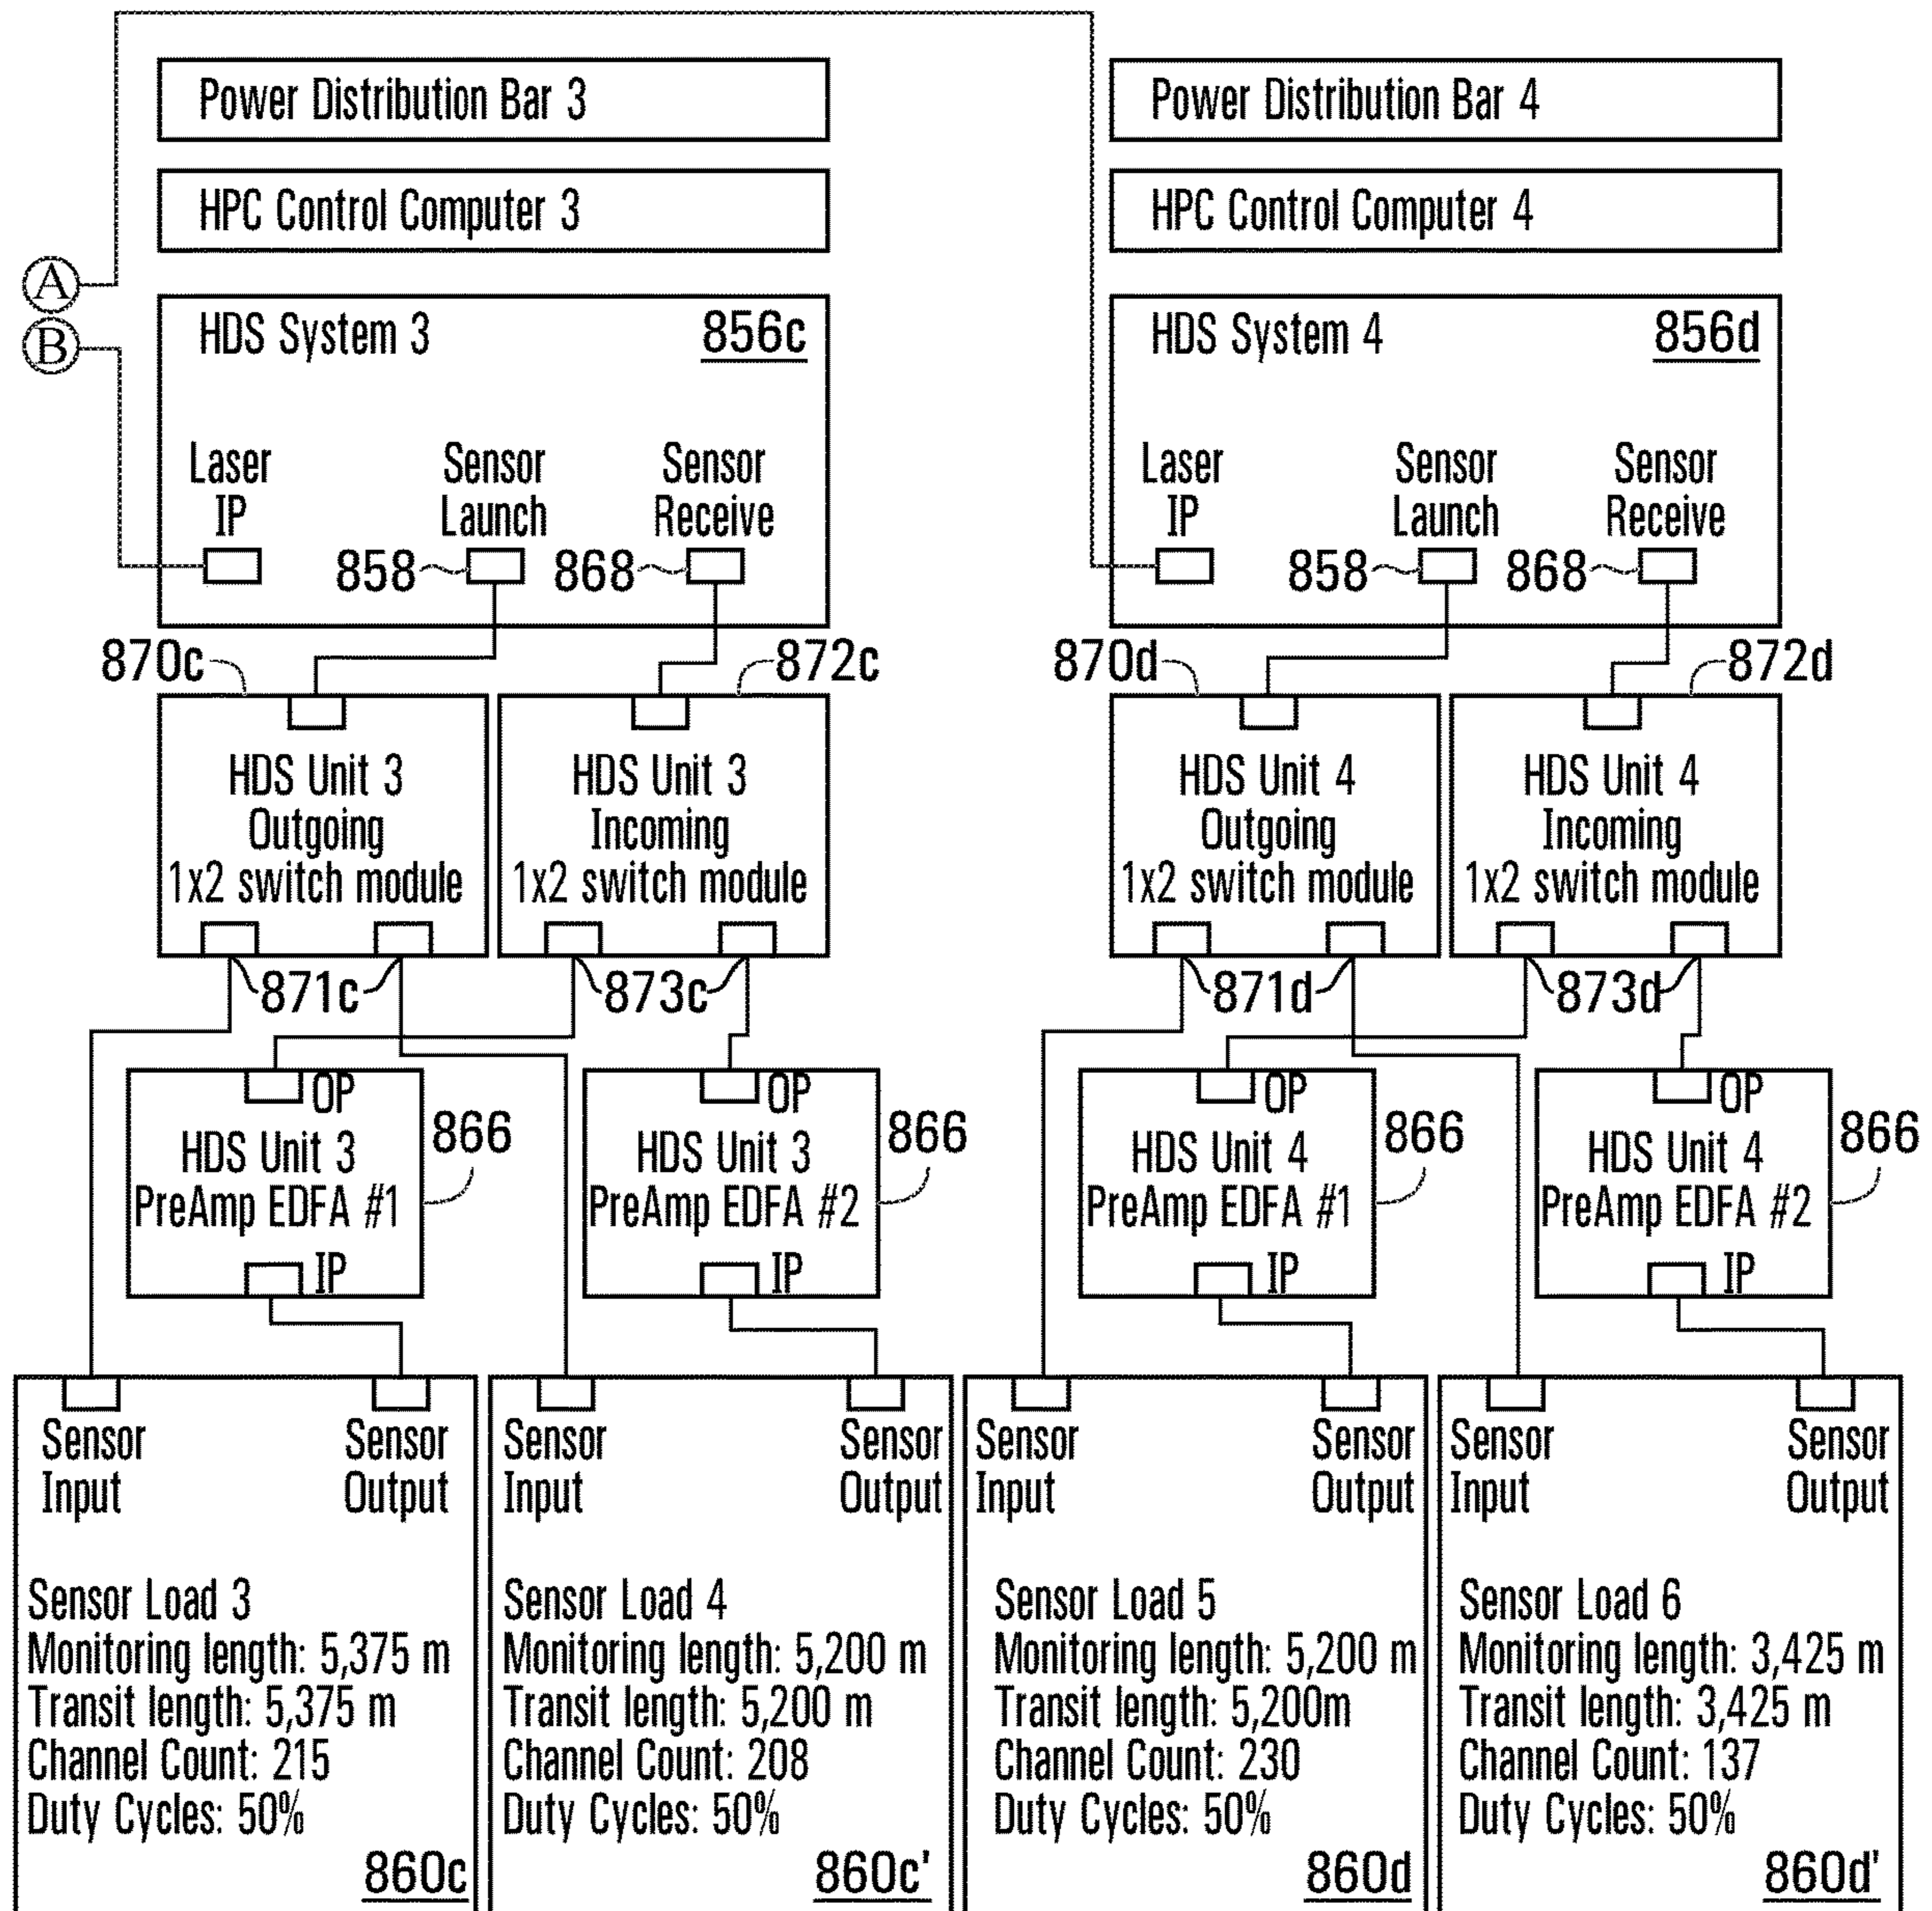 Power Distribution Bar 3
Power Distribution Bar 4
HPC Control Computer 3
HPC Control Computer 4
A
B
HDS System 3
856c
Laser
IP
Sensor
Launch
Sensor
Receive
858
868
HDS System 4
856d
Laser
IP
Sensor
Launch
Sensor
Receive
858
868
870c
872c
870d
872d
HDS Unit 3
Outgoing
1x2 switch module
HDS Unit 3
Incoming
1x2 switch module
HDS Unit 4
Outgoing
1x2 switch module
HDS Unit 4
Incoming
1x2 switch module
871c
873c
871d
873d
OP
HDS Unit 3
PreAmp EDFA #1
IP
866
OP
HDS Unit 3
PreAmp EDFA #2
IP
866
OP
HDS Unit 4
PreAmp EDFA #1
IP
866
OP
HDS Unit 4
PreAmp EDFA #2
IP
866
Sensor
Input
Sensor
Output
Sensor Load 3
Monitoring length: 5,375 m
Transit length: 5,375 m
Channel Count: 215
Duty Cycles: 50%
860c
Sensor
Input
Sensor
Output
Sensor Load 4
Monitoring length: 5,200 m
Transit length: 5,200 m
Channel Count: 208
Duty Cycles: 50%
860c'
Sensor
Input
Sensor
Output
Sensor Load 5
Monitoring length: 5,200 m
Transit length: 5,200m
Channel Count: 230
Duty Cycles: 50%
860d
Sensor
Input
Sensor
Output
Sensor Load 6
Monitoring length: 3,425 m
Transit length: 3,425 m
Channel Count: 137
Duty Cycles: 50%
860d'